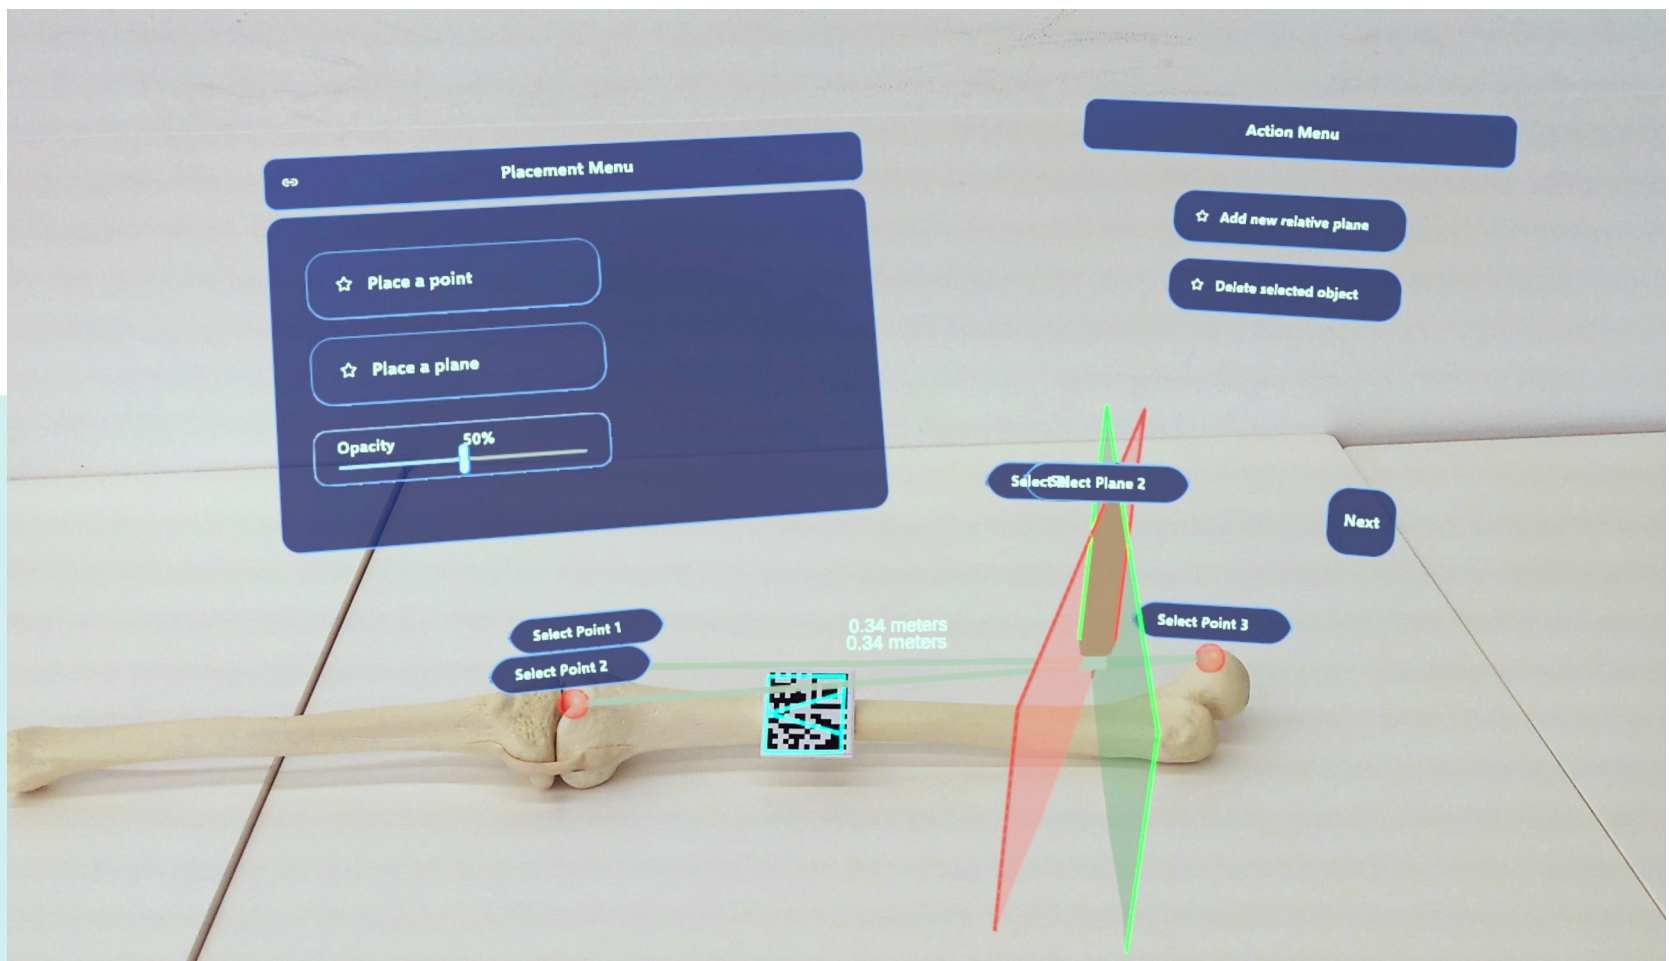 Placement Menu
Place a point
Place a plane
Opacity 50%
Action Menu
Add new relative plane
Delete selected object
Select
Select Plane 2
Next
Select Point 1
Select Point 2
0.34 meters
0.34 meters
Select Point 3